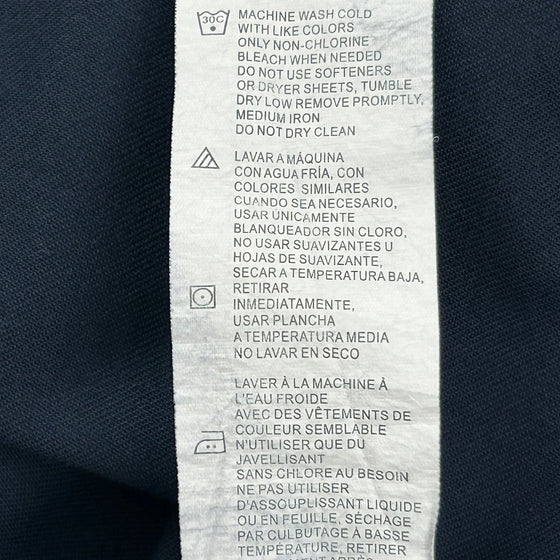 30C
MACHINE WASH COLD
WITH LIKE COLORS
ONLY NON-CHLORINE
BLEACH WHEN NEEDED
DO NOT USE SOFTENERS
OR DRYER SHEETS, TUMBLE
DRY LOW REMOVE PROMPTLY,
MEDIUM IRON
DO NOT DRY CLEAN
LAVAR A MÁQUINA
CON AGUA FRÍA, CON
COLORES SIMILARES
CUANDO SEA NECESARIO,
USAR ÚNICAMENTE
BLANQUEADOR SIN CLORO,
NO USAR SUAVIZANTES U
HOJAS DE SUAVIZANTE,
SECAR A TEMPERATURA BAJA,
RETIRAR
INMEDIATAMENTE,
USAR PLANCHA
A TEMPERATURA MEDIA
NO LAVAR EN SECO
LAVER À LA MACHINE À
L'EAU FROIDE
AVEC DES VÊTEMENTS DE
COULEUR SEMBLABLE
N'UTILISER QUE DU
JAVELLISANT
SANS CHLORE AU BESOIN
NE PAS UTILISER
D'ASSOUPLISSANT LIQUIDE
OU EN FEUILLE, SÉCHAGE
PAR CULBUTAGE À BASSE
TEMPÉRATURE, RETIRER